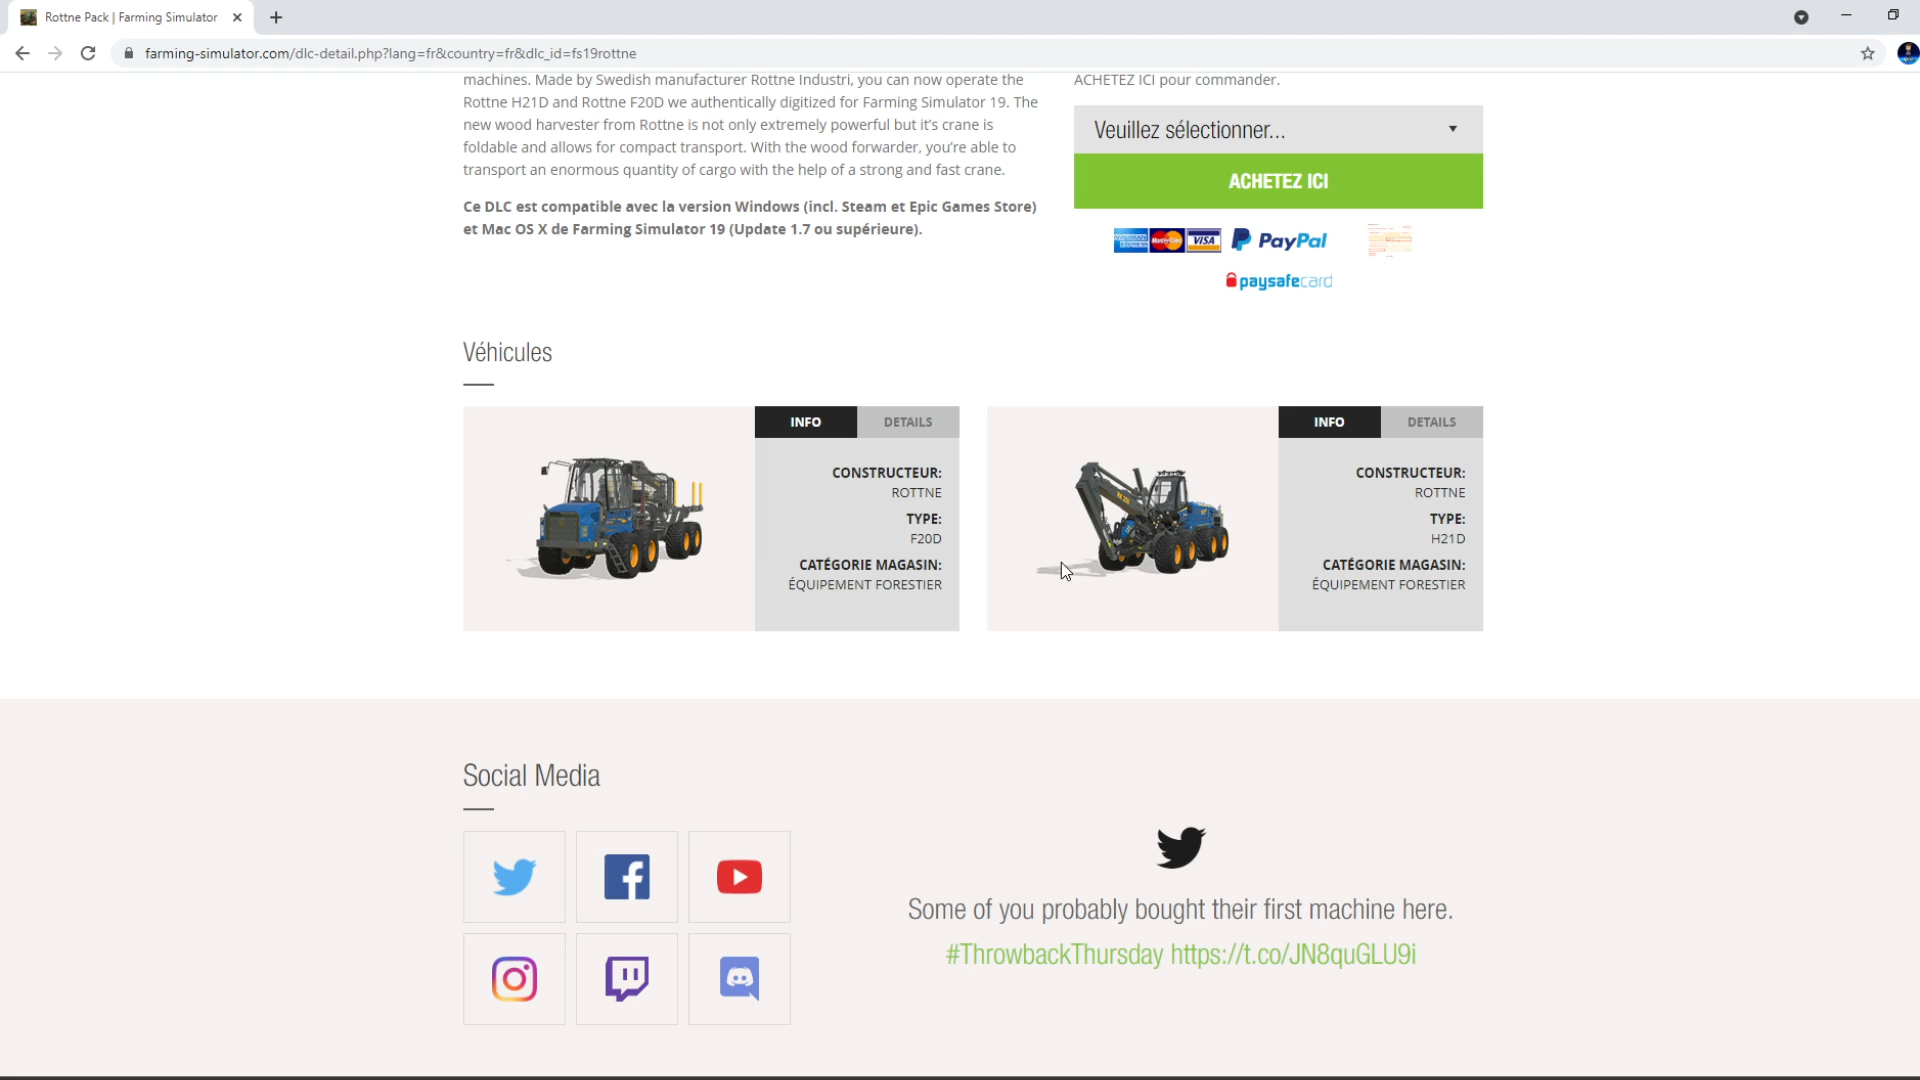 Rottne Pack | Farming Simulator
farming-simulator.com/dlc-detail.php?lang=fr&country=fr&dlc_id=fs19rottne
machines. Made by Swedish manufacturer Rottne Industri, you can now operate the
Rottne H21D and Rottne F20D we authentically digitized for Farming Simulator 19. The
new wood harvester from Rottne is not only extremely powerful but it's crane is
foldable and allows for compact transport. With the wood forwarder, you're able to
transport an enormous quantity of cargo with the help of a strong and fast crane.
Ce DLC est compatible avec la version Windows (incl. Steam et Epic Games Store)
et Mac OS X de Farming Simulator 19 (Update 1.7 ou supérieure).
ACHETEZ ICI pour commander.
Veuillez sélectionner...
ACHETEZ ICI
AMERICAN EXPRESS MasterCard VISA PayPal
paysafecard
Véhicules
INFO DETAILS
CONSTRUCTEUR:
ROTTNE
TYPE:
F20D
CATÉGORIE MAGASIN:
ÉQUIPEMENT FORESTIER
INFO DETAILS
CONSTRUCTEUR:
ROTTNE
TYPE:
H21D
CATÉGORIE MAGASIN:
ÉQUIPEMENT FORESTIER
Social Media
Some of you probably bought their first machine here.
#ThrowbackThursday https://t.co/JN8quGLU9i